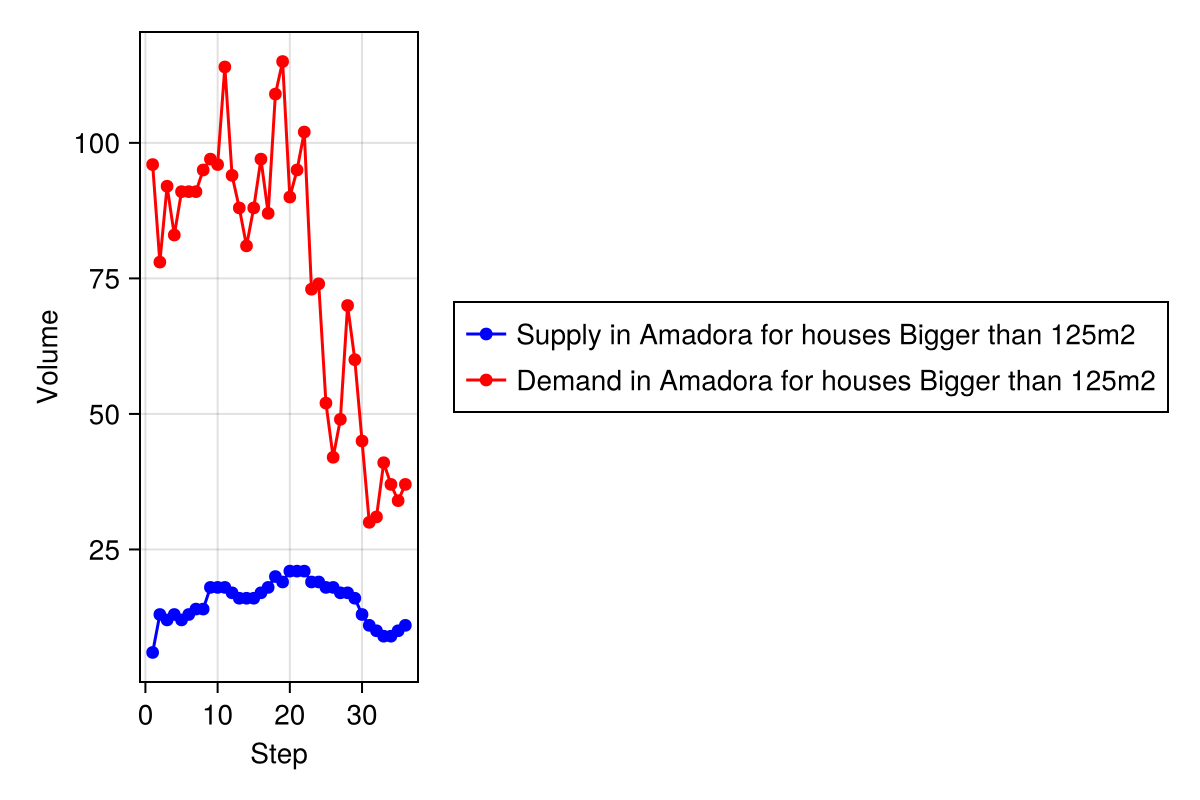 100
75
50
25
Volume
0 10 20 30
Step
Supply in Amadora for houses Bigger than 125m2
Demand in Amadora for houses Bigger than 125m2